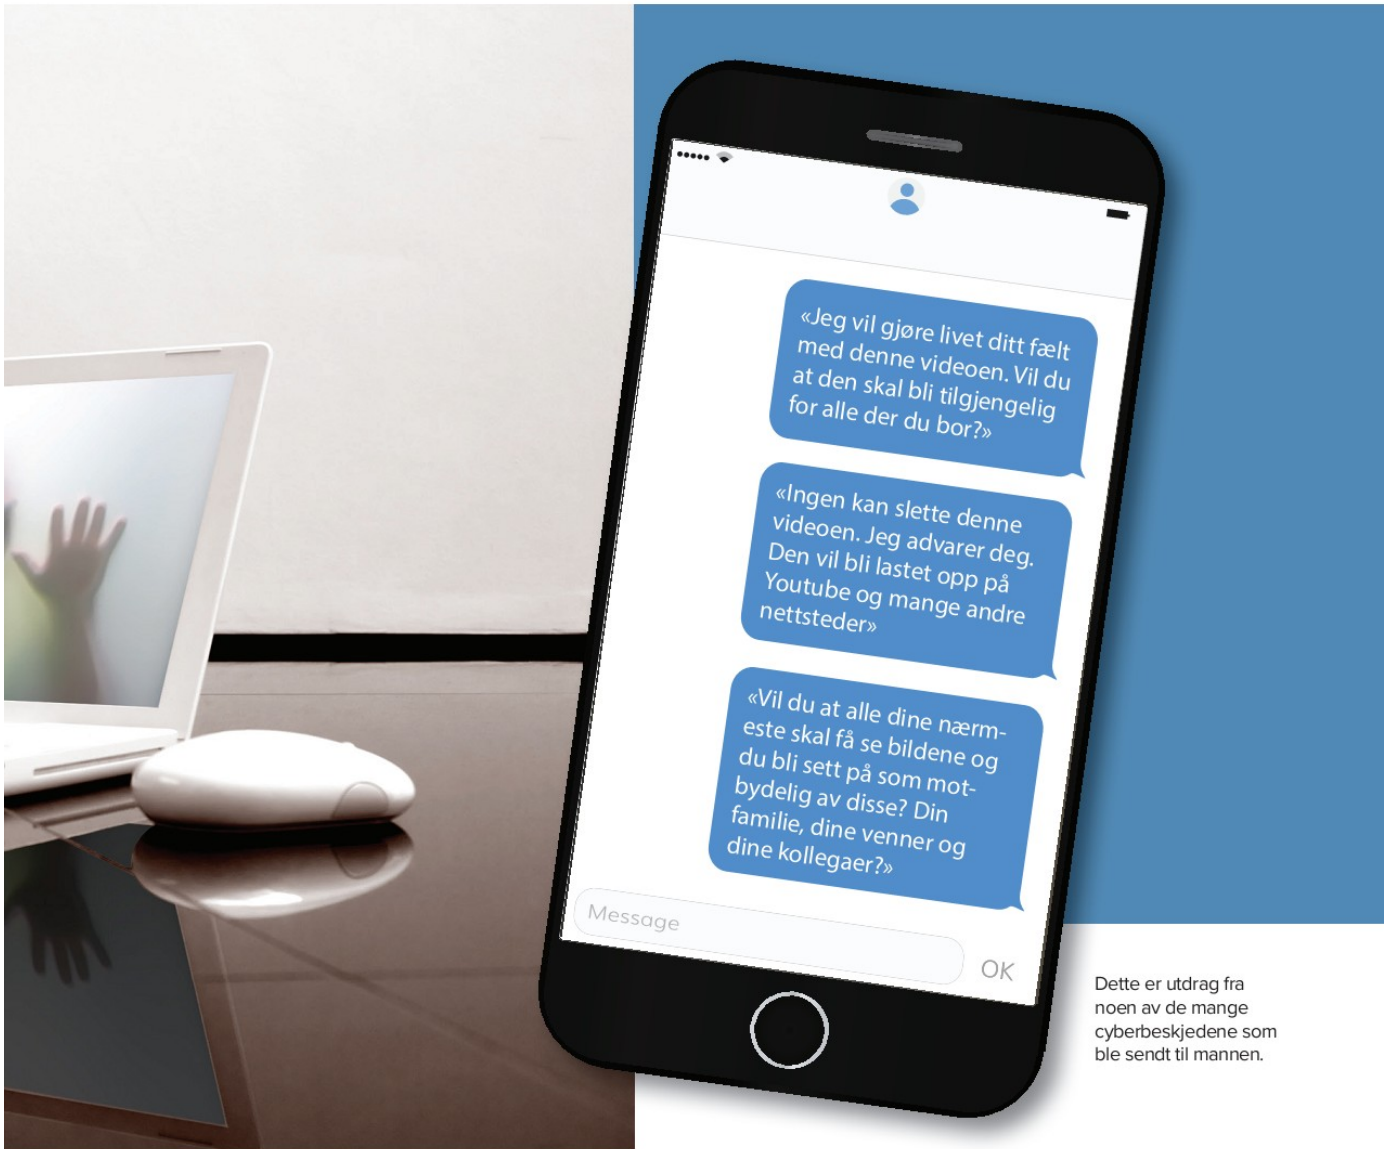 «Jeg vil gjøre livet ditt fælt
med denne videoen. Vil du
at den skal bli tilgjengelig
for alle der du bor?»
«Ingen kan slette denne
videoen. Jeg advarer deg.
Den vil bli lastet opp på
Youtube og mange andre
nettsteder»
«Vil du at alle dine nærm-
este skal få se bildene og
du bli sett på som mot-
bydelig av disse? Din
familie, dine venner og
dine kollegaer?»
Message
OK
Dette er utdrag fra
noen av de mange
cyberbeskjedene som
ble sendt til mannen.